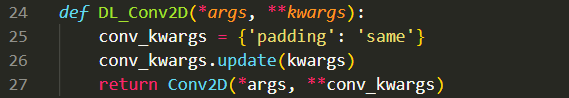 24 def DL_Conv2D(*args, **kwargs):
25     conv_kwargs = {'padding': 'same'}
26     conv_kwargs.update(kwargs)
27     return Conv2D(*args, **conv_kwargs)